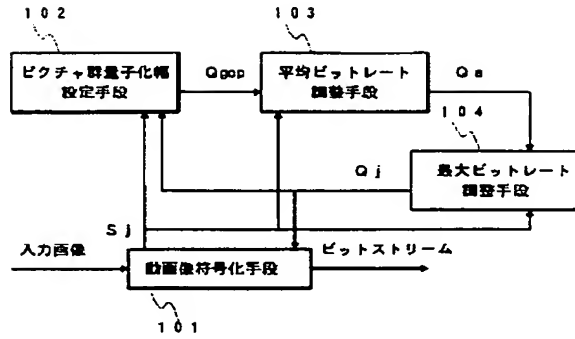 102
103
ピクチャ群量子化幅
設定手段
Qgop
平均ビットレート
調整手段
Qa
104
最大ビットレート
調整手段
Qj
Sj
入力画像
動画像符号化手段
ビットストリーム
101